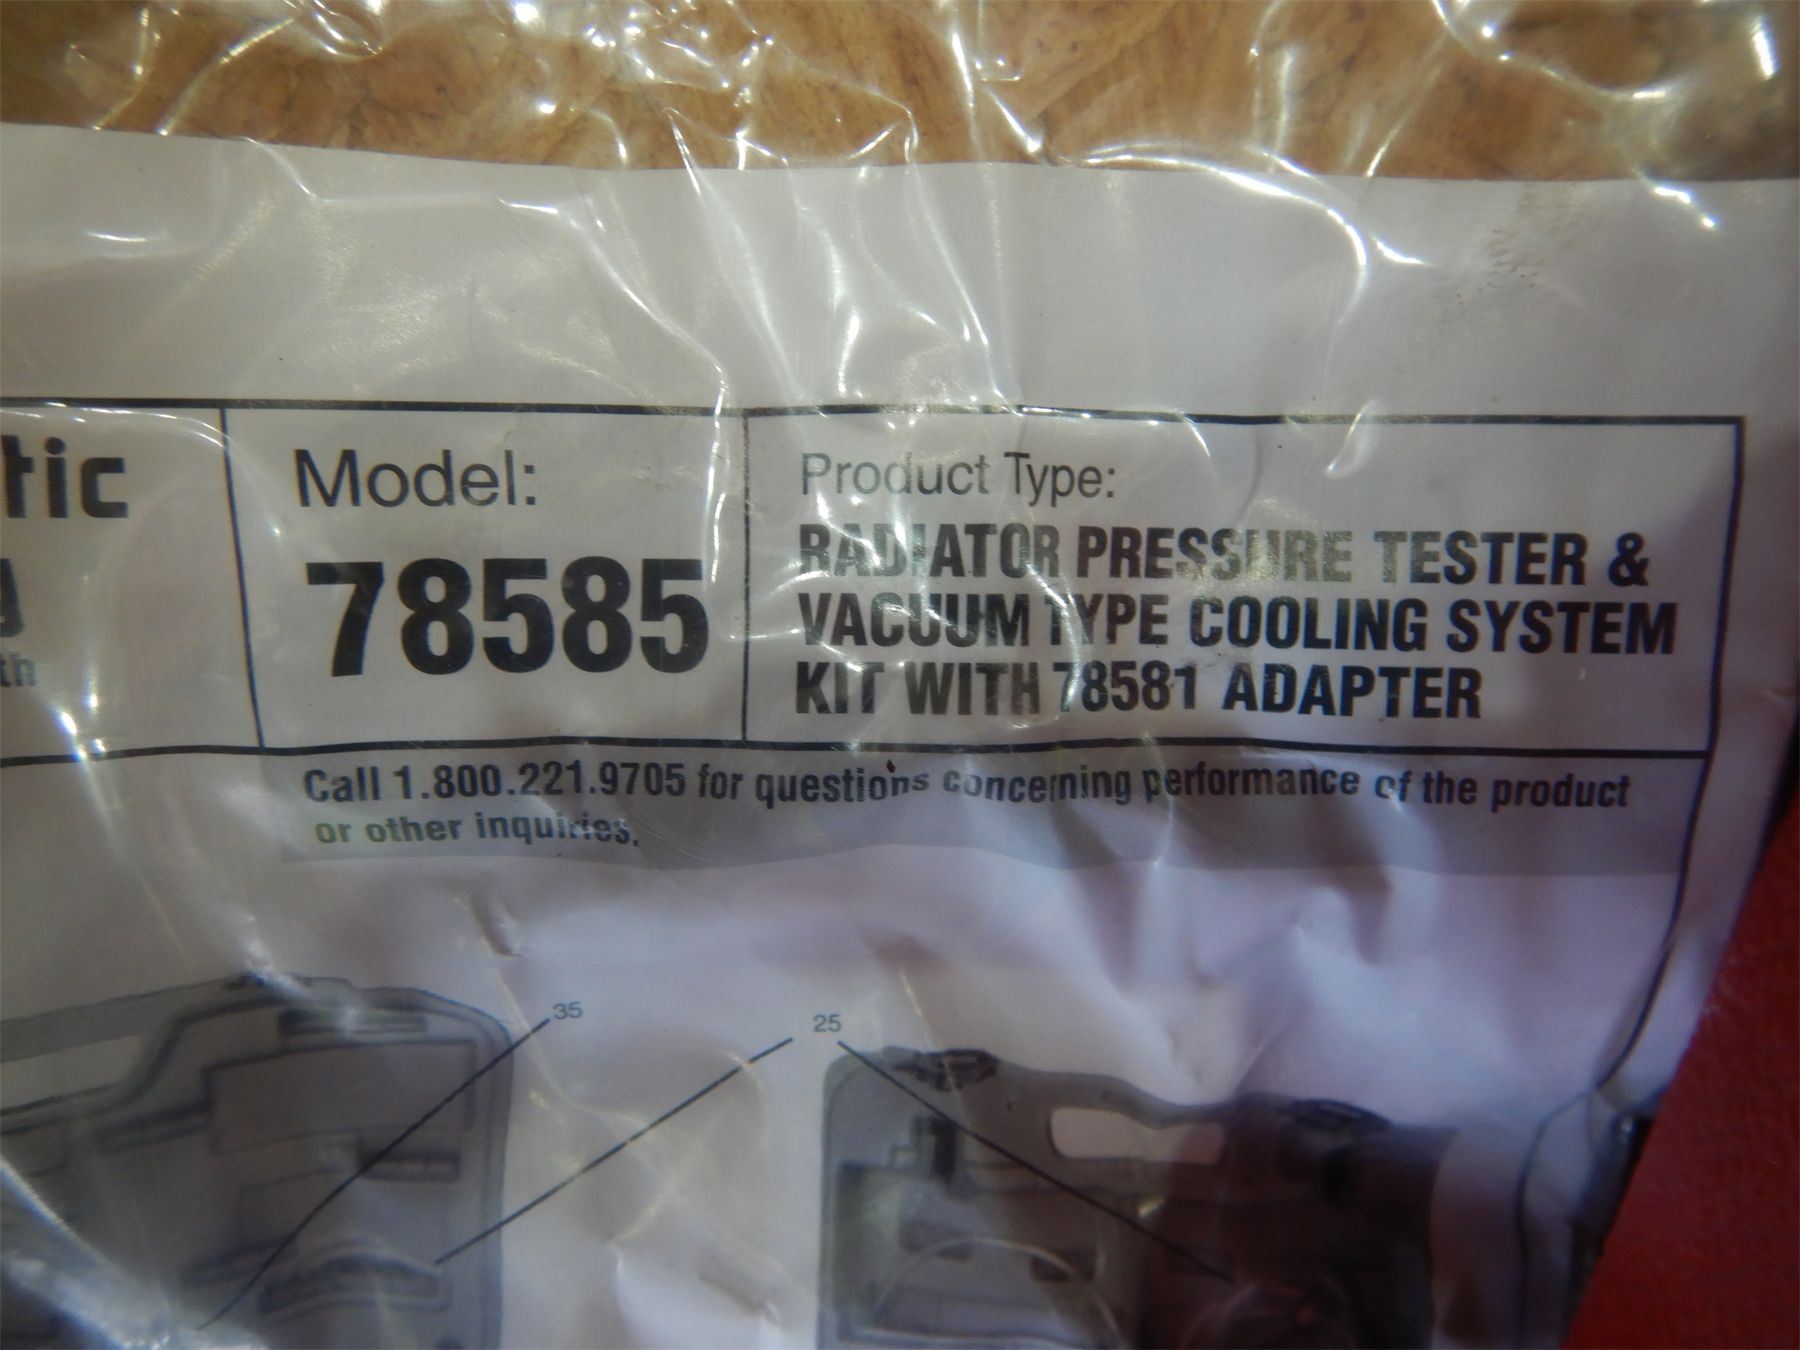 tic
th
Model:
78585
Product Type:
RADIATOR PRESSURE TESTER &
VACUUM TYPE COOLING SYSTEM
KIT WITH 78581 ADAPTER
Call 1.800.221.9705 for questions concerning performance of the product
or other inquiries.
35
25